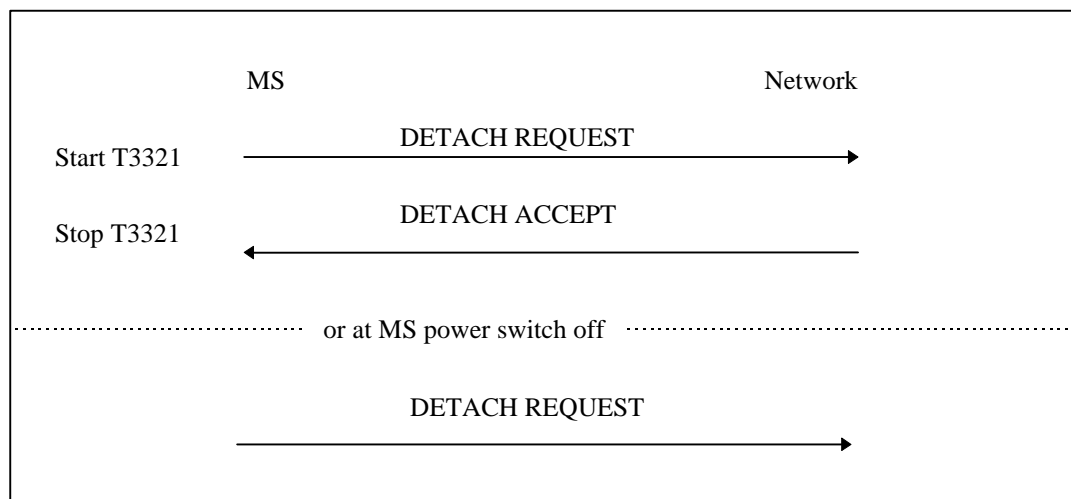 MS
Network
DETACH REQUEST
Start T3321
DETACH ACCEPT
Stop T3321
or at MS power switch off
DETACH REQUEST